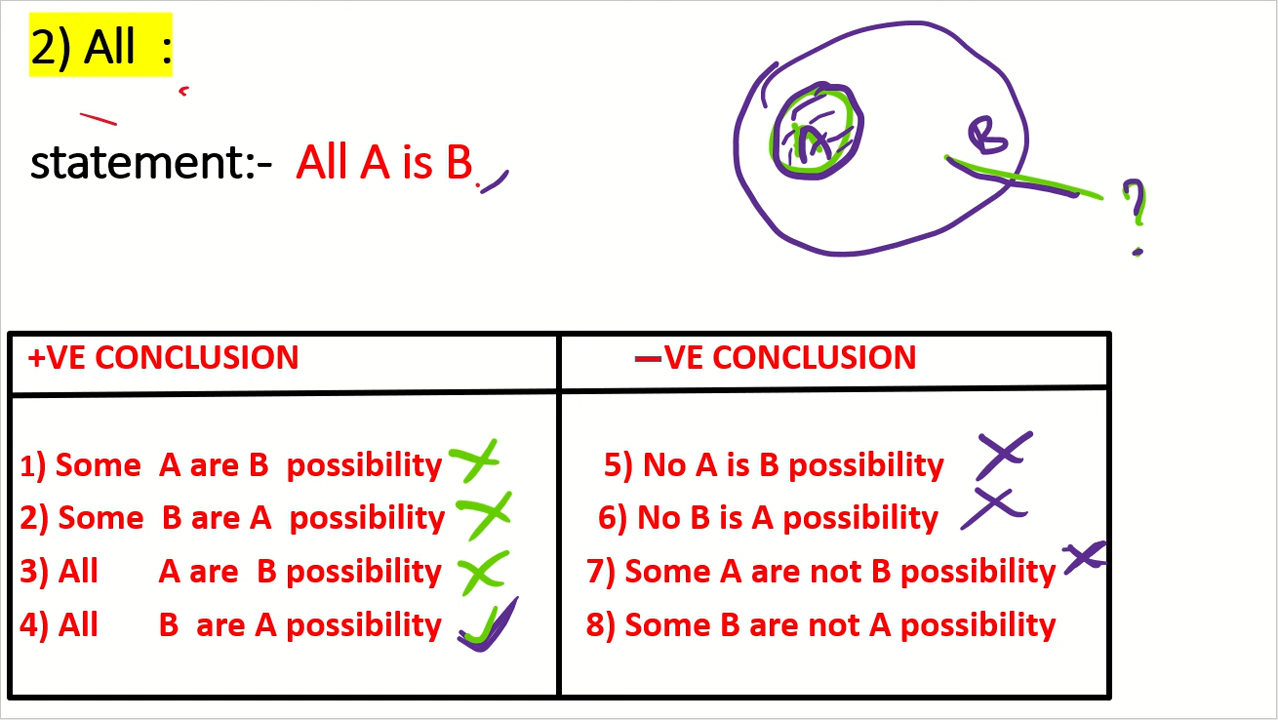 2) All :
statement:- All A is B.
A
B
?
+VE CONCLUSION
–VE CONCLUSION
1) Some A are B possibility
2) Some B are A possibility
3) All A are B possibility
4) All B are A possibility
5) No A is B possibility
6) No B is A possibility
7) Some A are not B possibility
8) Some B are not A possibility